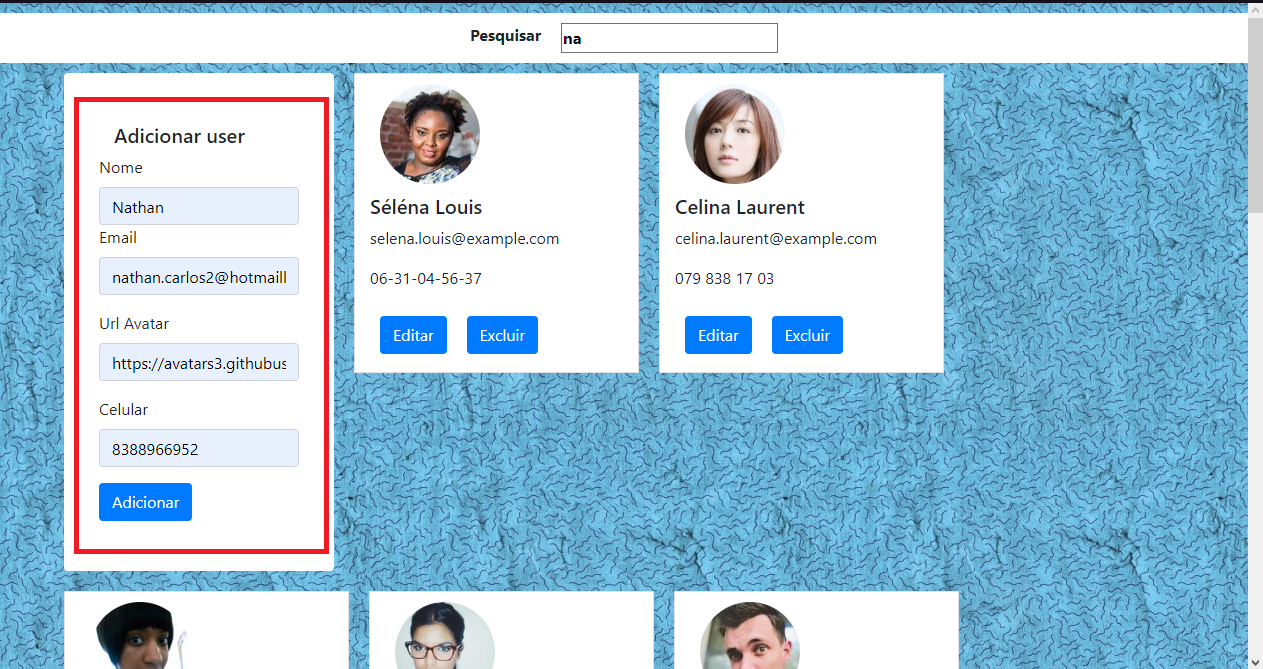 Pesquisar na
Adicionar user
Nome
Nathan
Email
nathan.carlos2@hotmaill
Url Avatar
https://avatars3.githubus
Celular
8388966952
Adicionar
Séléna Louis
selena.louis@example.com
06-31-04-56-37
Editar Excluir
Celina Laurent
celina.laurent@example.com
079 838 17 03
Editar Excluir